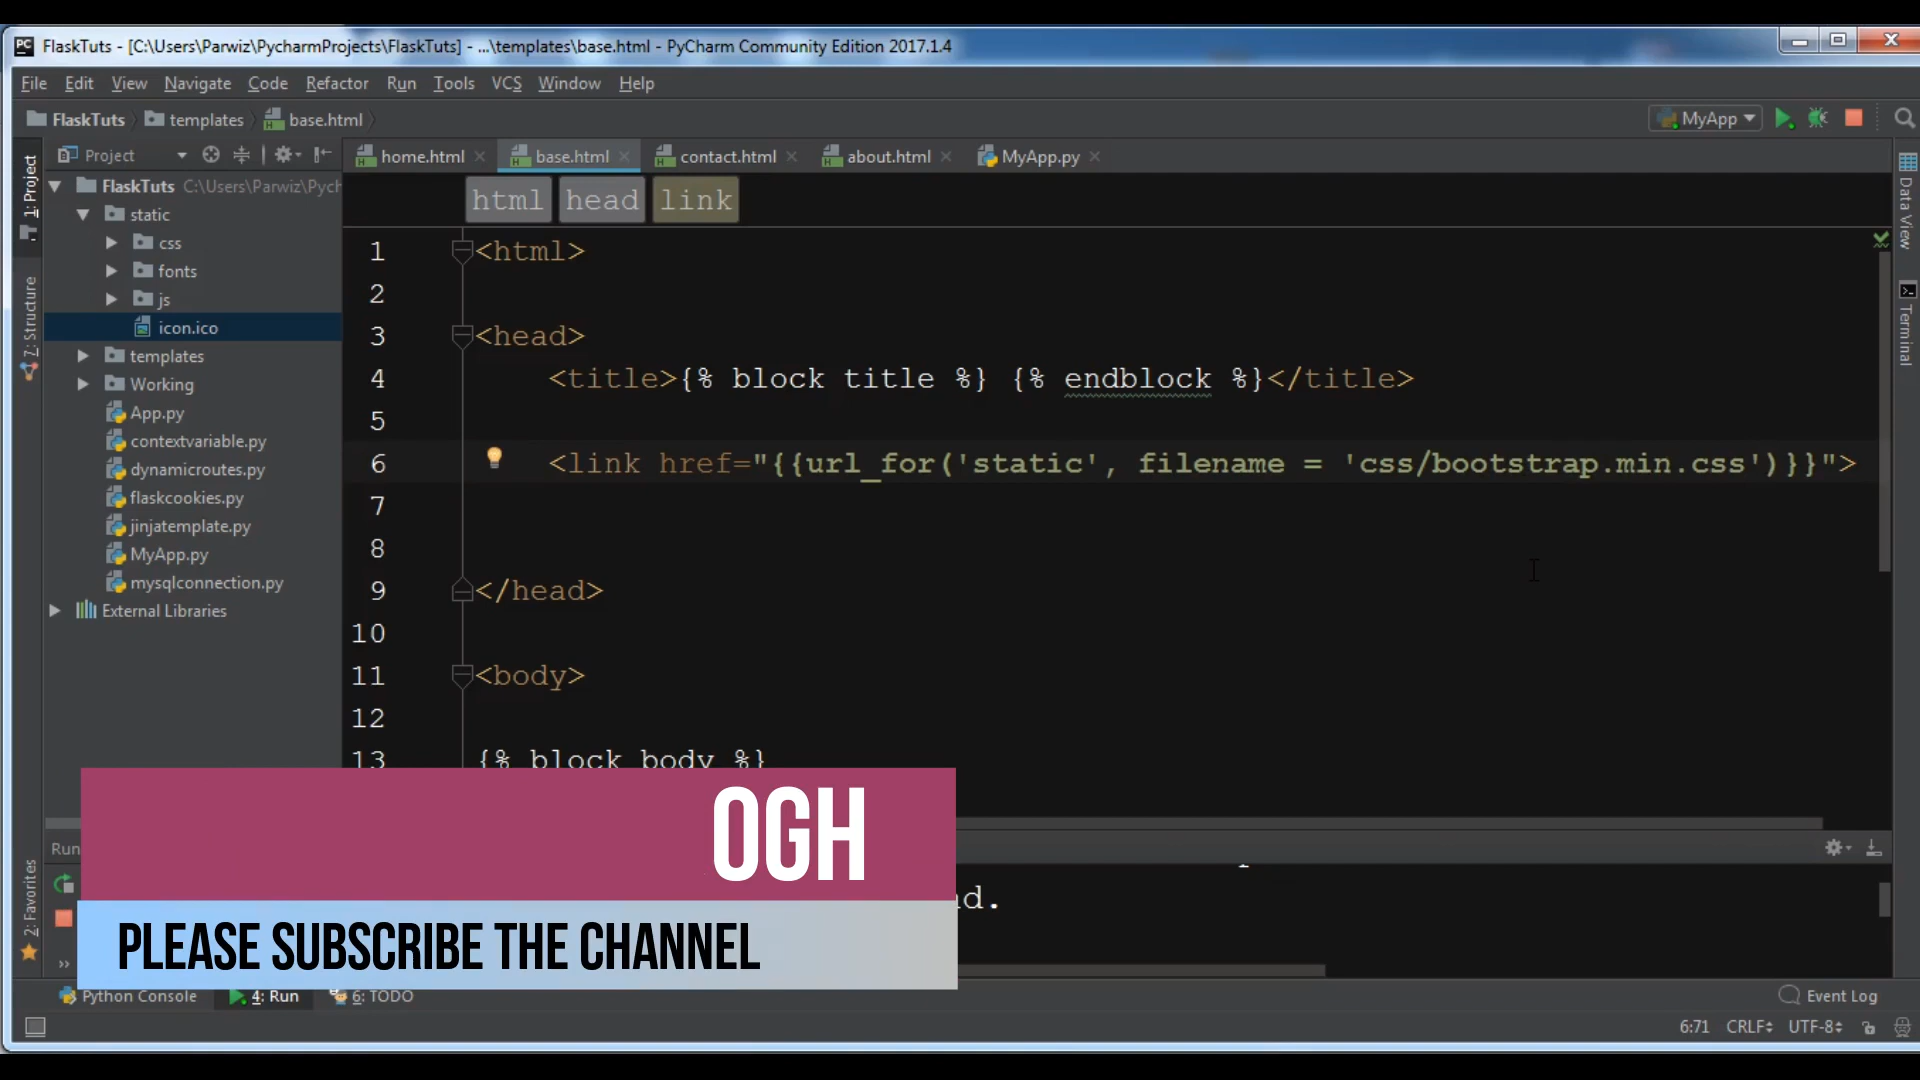 FlaskTuts - [C:\Users\Parwiz\PycharmProjects\FlaskTuts] - ...\templates\base.html - PyCharm Community Edition 2017.1.4
File Edit View Navigate Code Refactor Run Tools VCS Window Help
FlaskTuts templates base.html MyApp
Project home.html base.html contact.html about.html MyApp.py
html head link
1: Project
7: Structure
2: Favorites
FlaskTuts C:\Users\Parwiz\Pych
static
css
fonts
js
icon.ico
templates
Working
App.py
contextvariable.py
dynamicroutes.py
flaskcookies.py
jinjatemplate.py
MyApp.py
mysqlconnection.py
External Libraries
1 <html>
2
3 <head>
4 <title>{% block title %} {% endblock %}</title>
5
6 <link href="{{url_for('static', filename = 'css/bootstrap.min.css')}}">
7
8
9 </head>
10
11 <body>
12
13 {% block body %}
Data View
Terminal
Run
nd.
OGH
PLEASE SUBSCRIBE THE CHANNEL
Python Console 4: Run 6: TODO Event Log
6:71 CRLF UTF-8